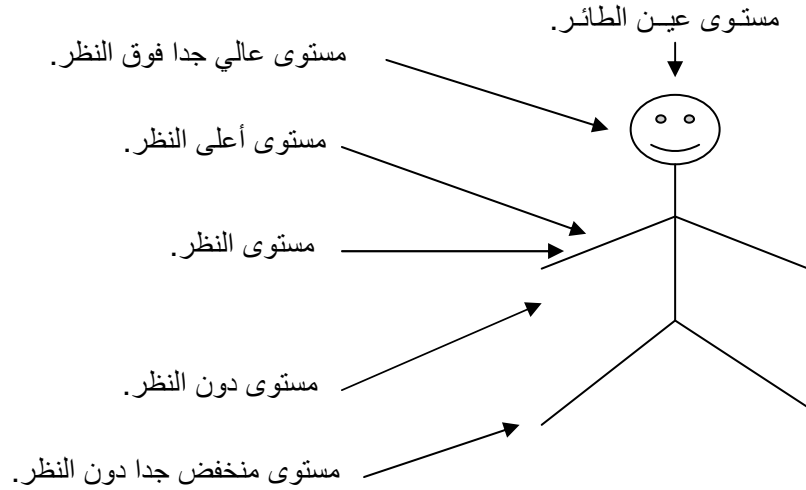 مستوى عين الطائر.
مستوى عالي جدا فوق النظر.
مستوى أعلى النظر.
مستوى النظر.
مستوى دون النظر.
مستوى منخفض جدا دون النظر.